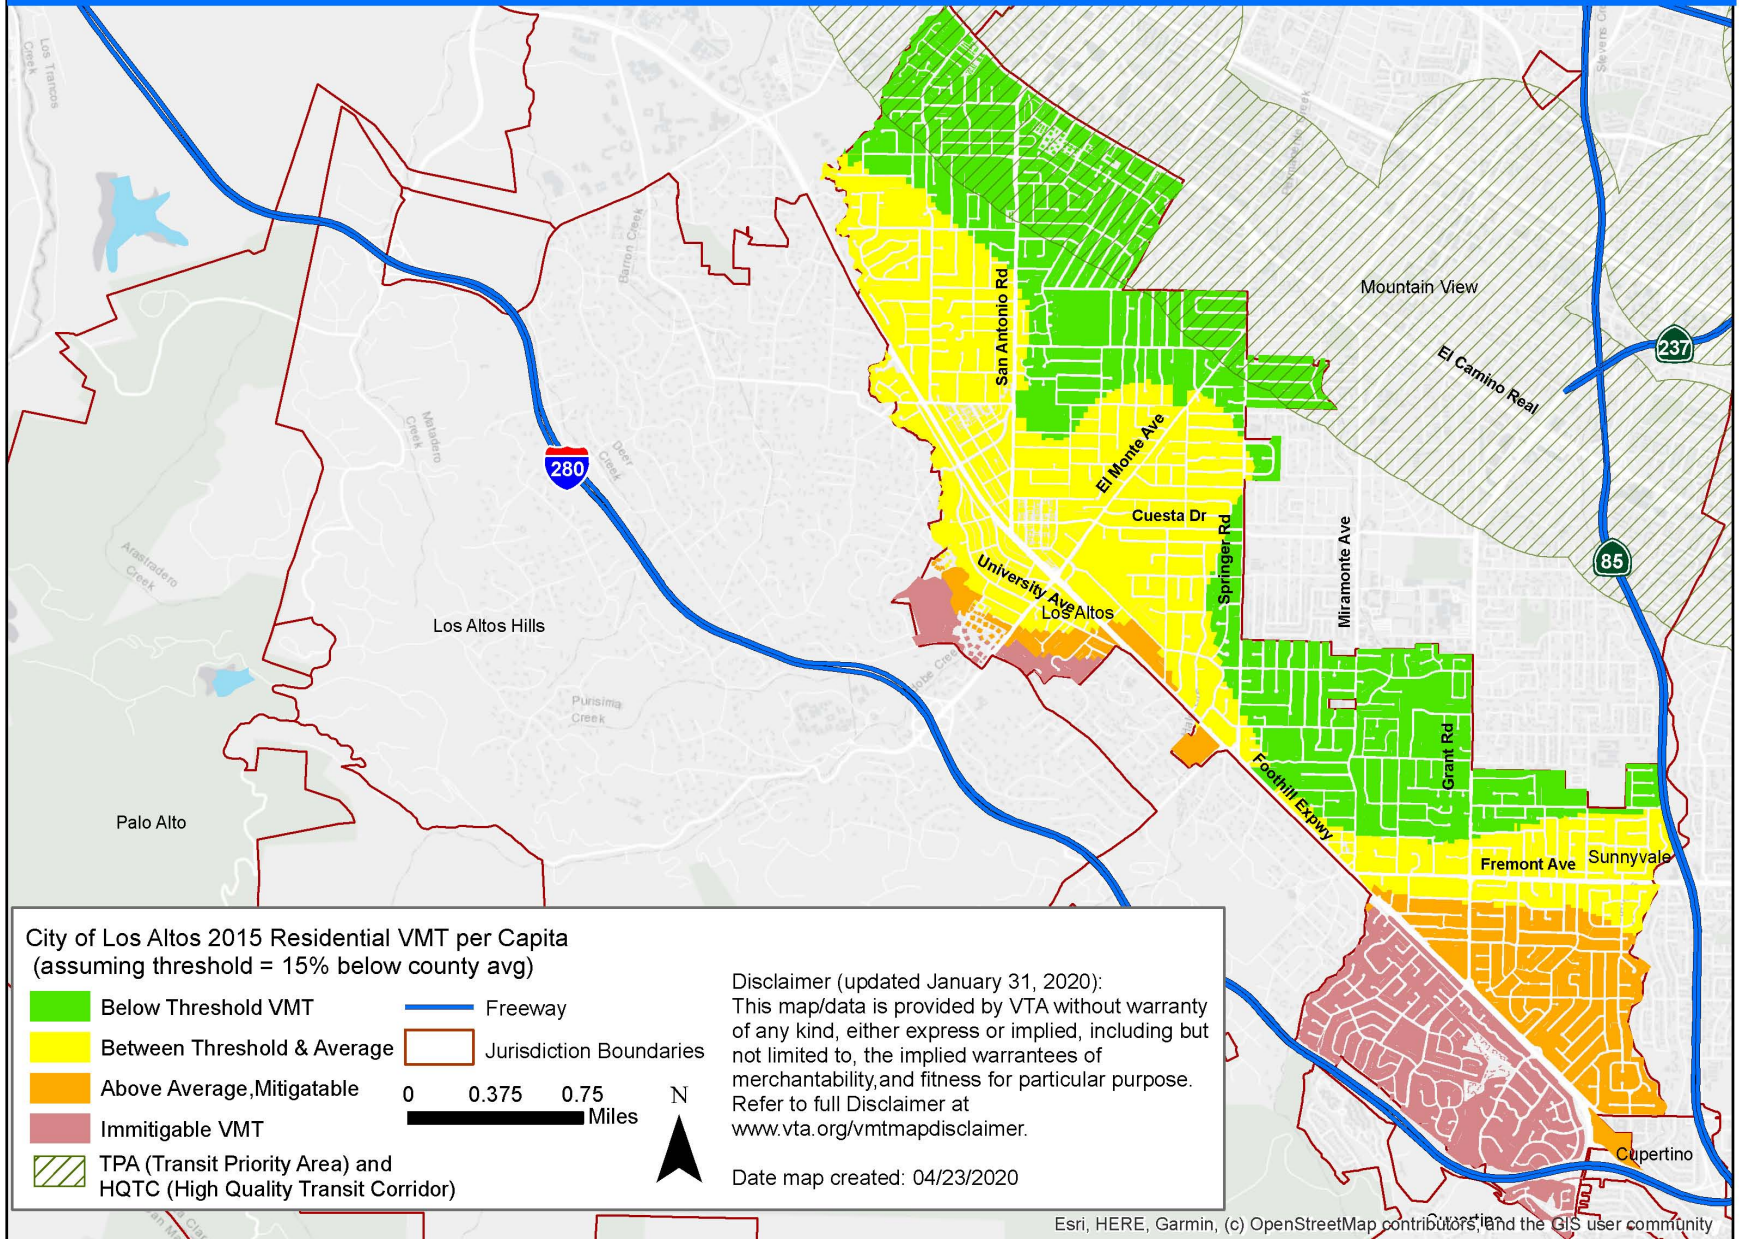 Los Trancos
Creek
Stevens Cr
Barron Creek
San Antonio Rd
Mountain View
237
El Camino Real
Matadero
Creek
Deer
Creek
280
El Monte Ave
Cuesta Dr
Springer Rd
Miramonte Ave
85
Arastradero
Creek
University Ave
Los Altos
Los Altos Hills
Purisima
Creek
Grant Rd
Foothill Expwy
Palo Alto
Fremont Ave
Sunnyvale
City of Los Altos 2015 Residential VMT per Capita
(assuming threshold = 15% below county avg)
Below Threshold VMT
Between Threshold & Average
Above Average,Mitigatable
Immitigable VMT
TPA (Transit Priority Area) and
HQTC (High Quality Transit Corridor)
Freeway
Jurisdiction Boundaries
0 0.375 0.75
Miles
N
Disclaimer (updated January 31, 2020):
This map/data is provided by VTA without warranty
of any kind, either express or implied, including but
not limited to, the implied warrantees of
merchantability,and fitness for particular purpose.
Refer to full Disclaimer at
www.vta.org/vmtmapdisclaimer.
Date map created: 04/23/2020
Cupertino
Cupertino
Esri, HERE, Garmin, (c) OpenStreetMap contributors, and the GIS user community